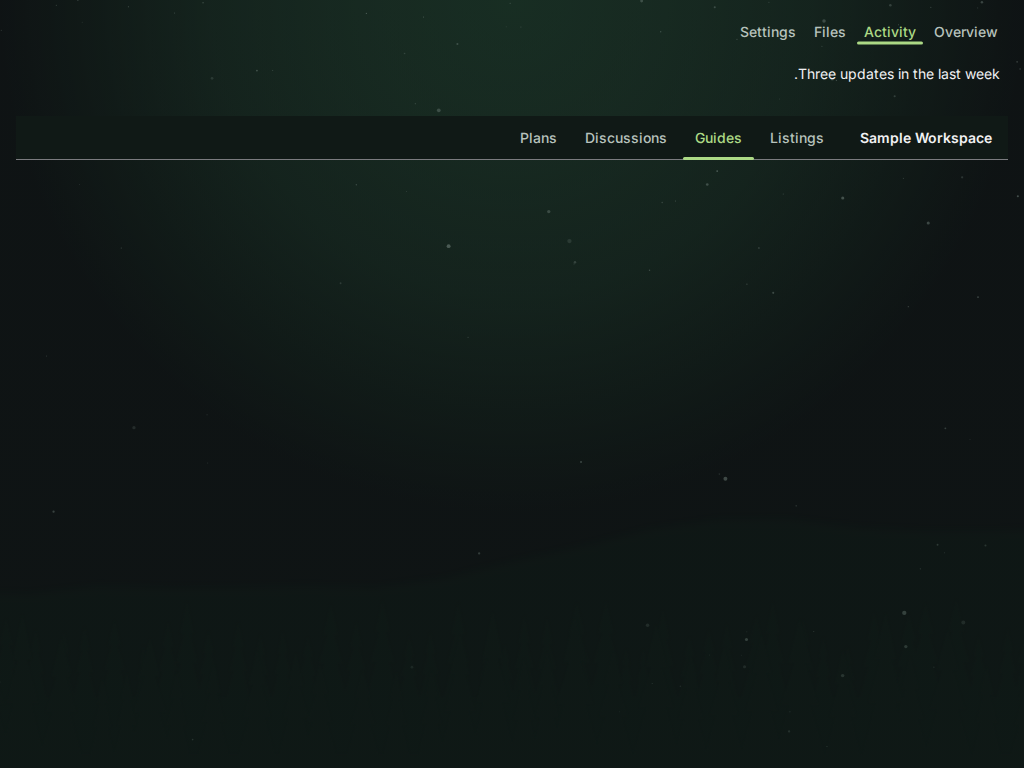 Settings Files Activity Overview
.Three updates in the last week
Plans Discussions Guides Listings Sample Workspace